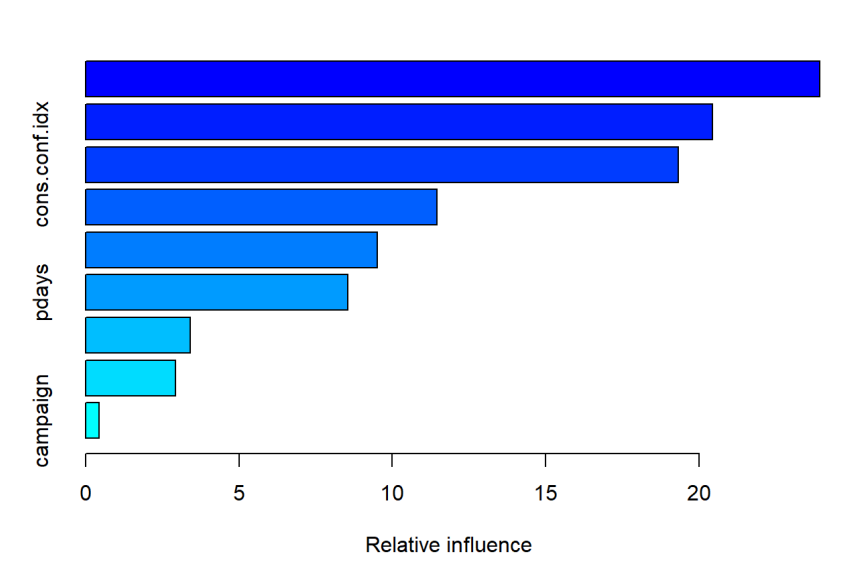 cons.conf.idx
pdays
campaign
0 5 10 15 20
Relative influence